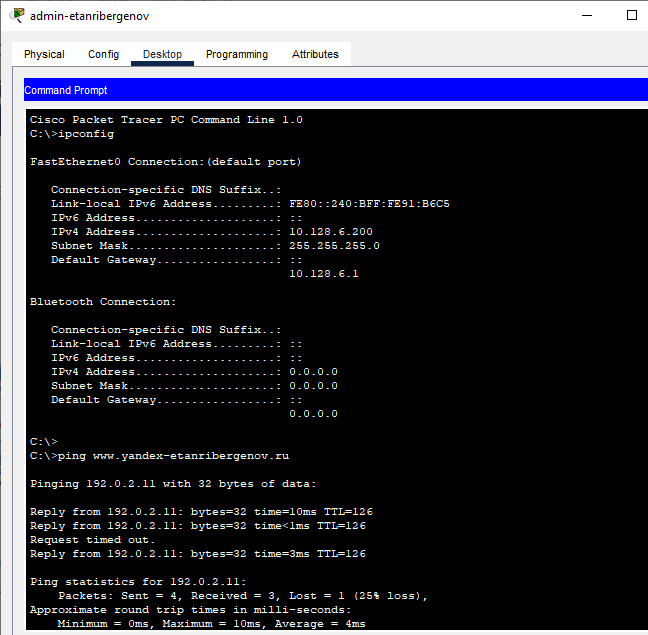 admin-etanribergenov
Physical Config Desktop Programming Attributes
Command Prompt
Cisco Packet Tracer PC Command Line 1.0
C:\>ipconfig
FastEthernet0 Connection:(default port)
Connection-specific DNS Suffix..:
Link-local IPv6 Address.........: FE80::240:BFF:FE91:B6C5
IPv6 Address....................: ::
IPv4 Address....................: 10.128.6.200
Subnet Mask.....................: 255.255.255.0
Default Gateway.................: ::
10.128.6.1
Bluetooth Connection:
Connection-specific DNS Suffix..:
Link-local IPv6 Address.........: ::
IPv6 Address....................: ::
IPv4 Address....................: 0.0.0.0
Subnet Mask.....................: 0.0.0.0
Default Gateway.................: ::
0.0.0.0
C:\>
C:\>ping www.yandex-etanribergenov.ru
Pinging 192.0.2.11 with 32 bytes of data:
Reply from 192.0.2.11: bytes=32 time=10ms TTL=126
Reply from 192.0.2.11: bytes=32 time<1ms TTL=126
Request timed out.
Reply from 192.0.2.11: bytes=32 time=3ms TTL=126
Ping statistics for 192.0.2.11:
Packets: Sent = 4, Received = 3, Lost = 1 (25% loss),
Approximate round trip times in milli-seconds:
Minimum = 0ms, Maximum = 10ms, Average = 4ms